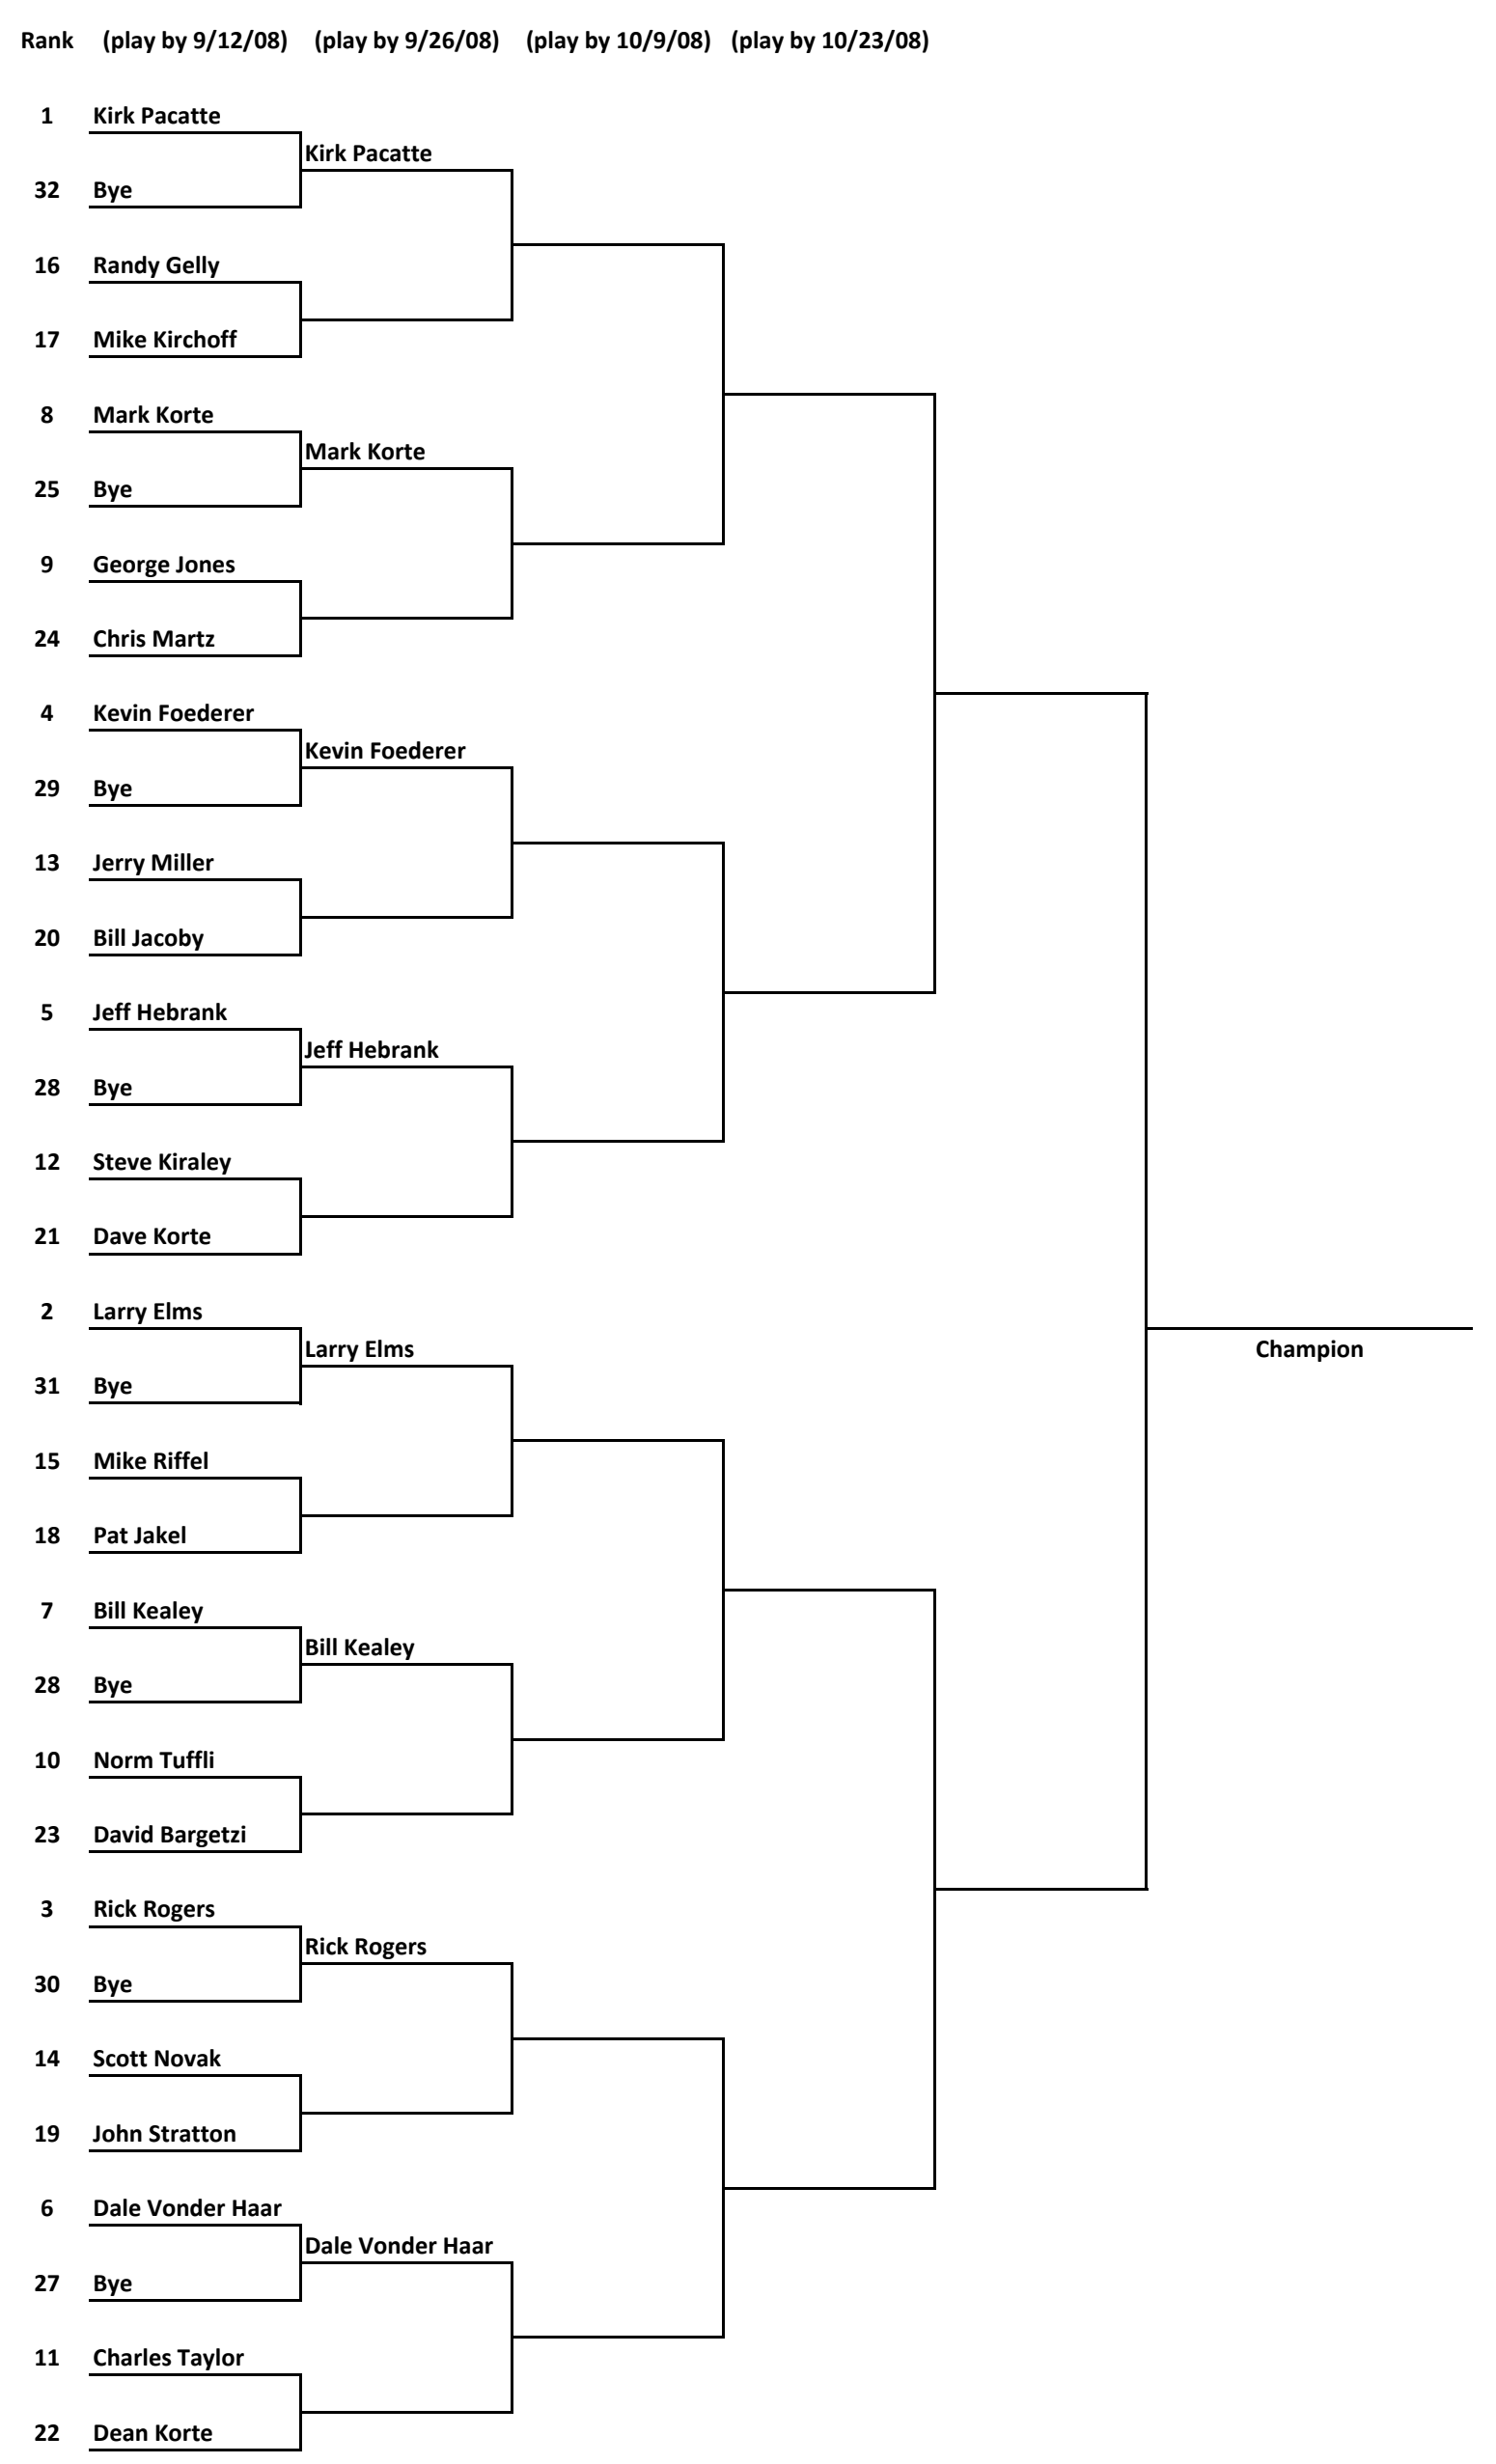 Rank (play by 9/12/08) (play by 9/26/08) (play by 10/9/08) (play by 10/23/08)
1 Kirk Pacatte
Kirk Pacatte
32 Bye
16 Randy Gelly
17 Mike Kirchoff
8 Mark Korte
Mark Korte
25 Bye
9 George Jones
24 Chris Martz
4 Kevin Foederer
Kevin Foederer
29 Bye
13 Jerry Miller
20 Bill Jacoby
5 Jeff Hebrank
Jeff Hebrank
28 Bye
12 Steve Kiraley
21 Dave Korte
2 Larry Elms
Larry Elms
Champion
31 Bye
15 Mike Riffel
18 Pat Jakel
7 Bill Kealey
Bill Kealey
28 Bye
10 Norm Tuffli
23 David Bargetzi
3 Rick Rogers
Rick Rogers
30 Bye
14 Scott Novak
19 John Stratton
6 Dale Vonder Haar
Dale Vonder Haar
27 Bye
11 Charles Taylor
22 Dean Korte